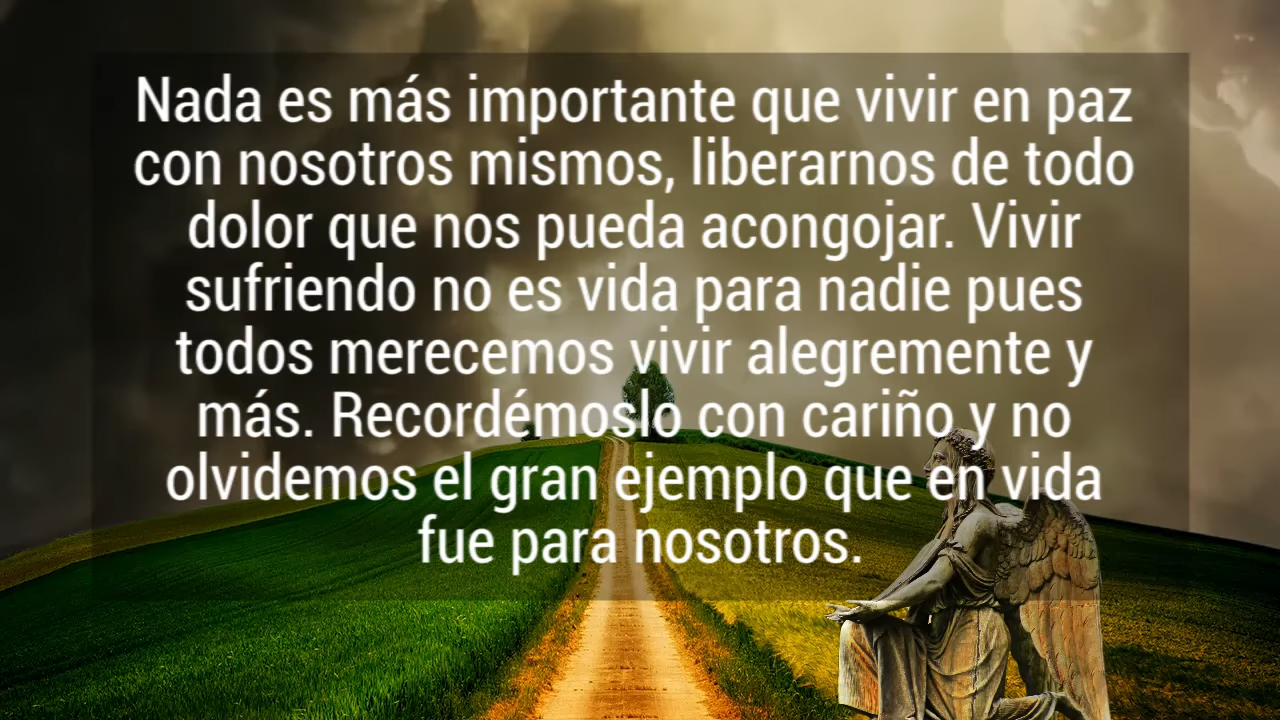 Nada es más importante que vivir en paz
con nosotros mismos, liberarnos de todo
dolor que nos pueda acongojar. Vivir
sufriendo no es vida para nadie pues
todos merecemos vivir alegremente y
más. Recordémoslo con cariño y no
olvidemos el gran ejemplo que en vida
fue para nosotros.